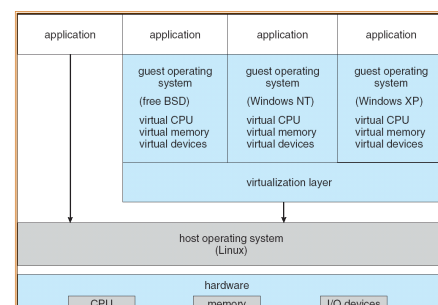 application application application application
guest operating system
(free BSD)
virtual CPU
virtual memory
virtual devices
guest operating system
(Windows NT)
virtual CPU
virtual memory
virtual devices
guest operating system
(Windows XP)
virtual CPU
virtual memory
virtual devices
virtualization layer
host operating system
(Linux)
hardware
CPU memory I/O devices